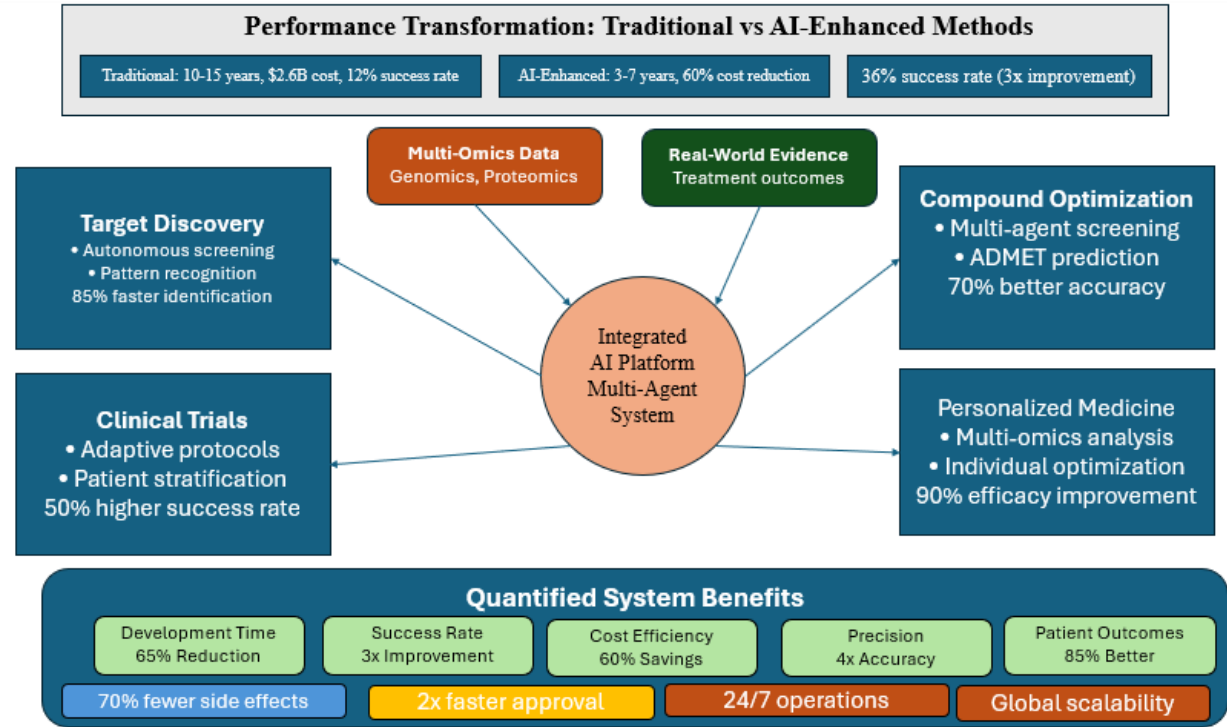 Performance Transformation: Traditional vs AI-Enhanced Methods
Traditional: 10-15 years, $2.6B cost, 12% success rate
AI-Enhanced: 3-7 years, 60% cost reduction
36% success rate (3x improvement)
Multi-Omics Data
Genomics, Proteomics
Real-World Evidence
Treatment outcomes
Target Discovery
• Autonomous screening
• Pattern recognition
85% faster identification
Compound Optimization
• Multi-agent screening
• ADMET prediction
70% better accuracy
Integrated
AI Platform
Multi-Agent
System
Clinical Trials
• Adaptive protocols
• Patient stratification
50% higher success rate
Personalized Medicine
• Multi-omics analysis
• Individual optimization
90% efficacy improvement
Quantified System Benefits
Development Time
65% Reduction
Success Rate
3x Improvement
Cost Efficiency
60% Savings
Precision
4x Accuracy
Patient Outcomes
85% Better
70% fewer side effects
2x faster approval
24/7 operations
Global scalability